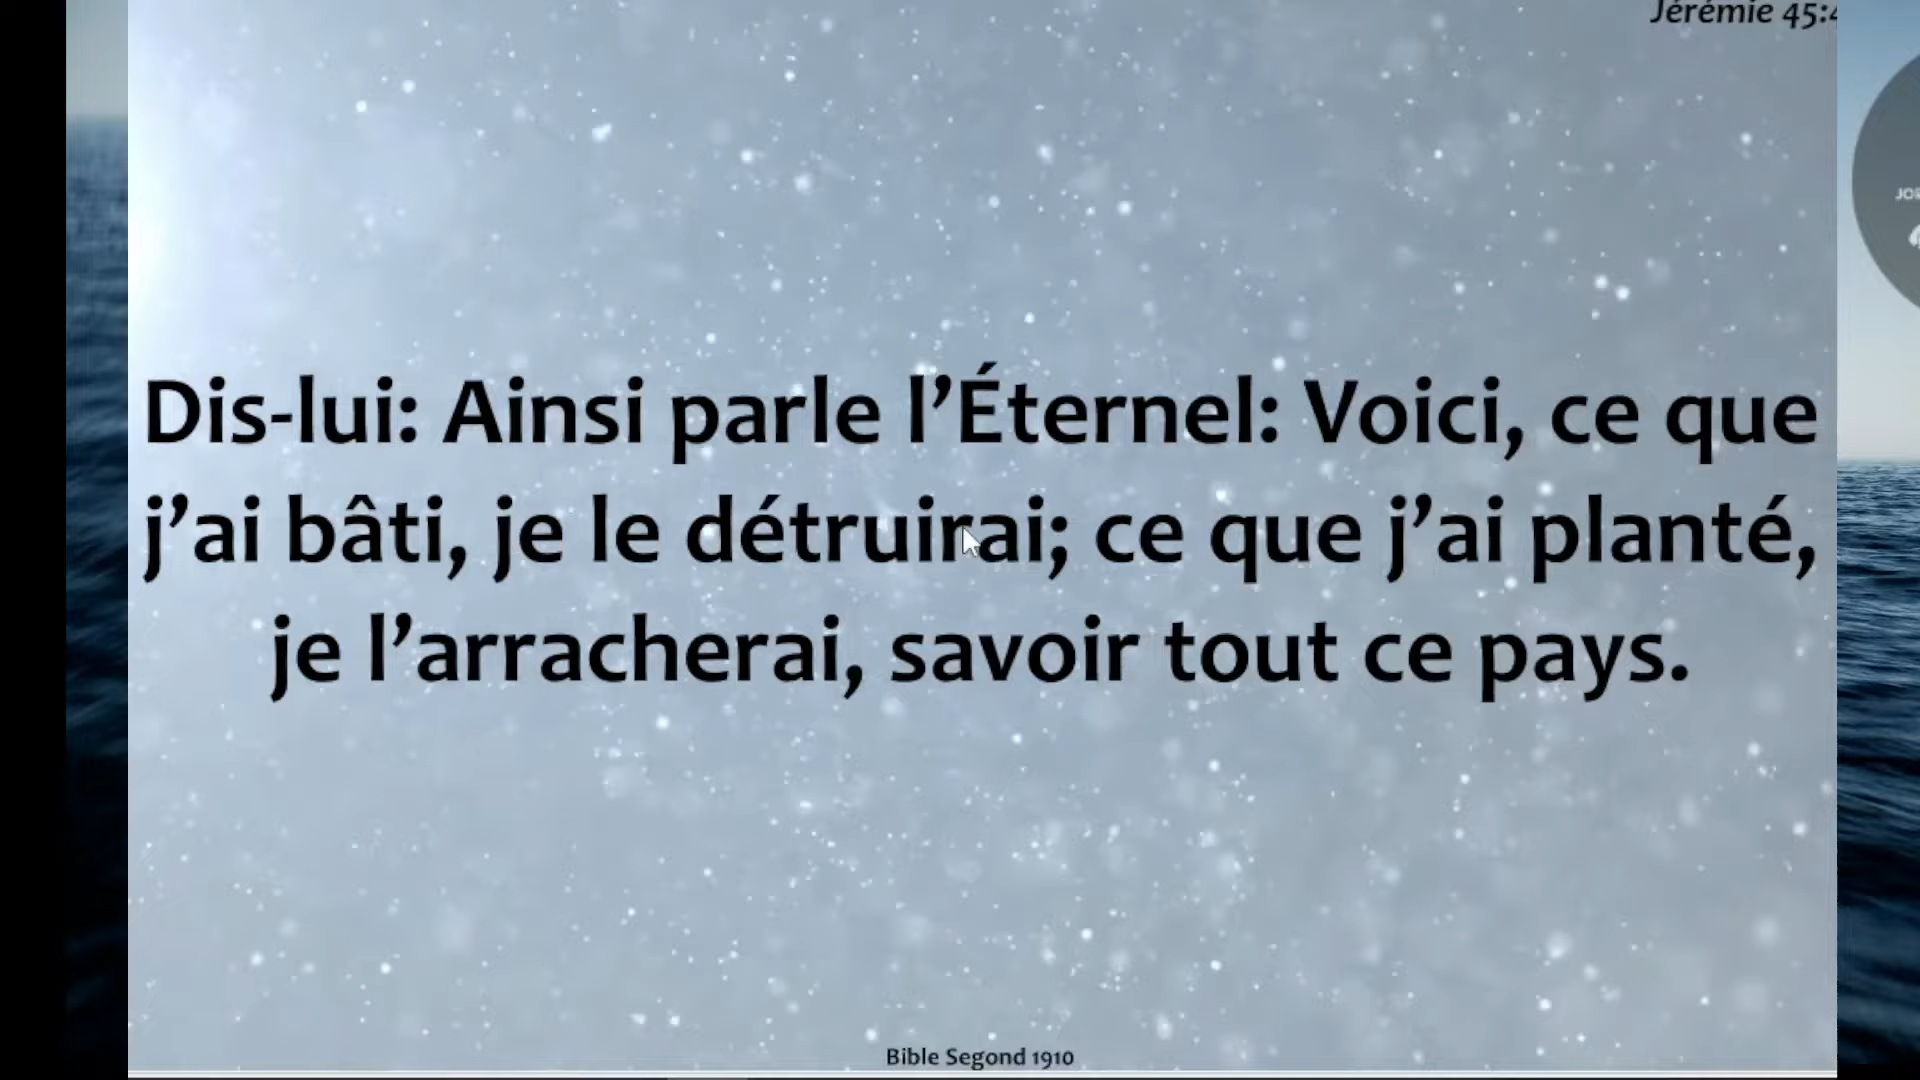 Jérémie 45:4
Dis-lui: Ainsi parle l’Éternel: Voici, ce que
j’ai bâti, je le détruirai; ce que j’ai planté,
je l’arracherai, savoir tout ce pays.
Bible Segond 1910